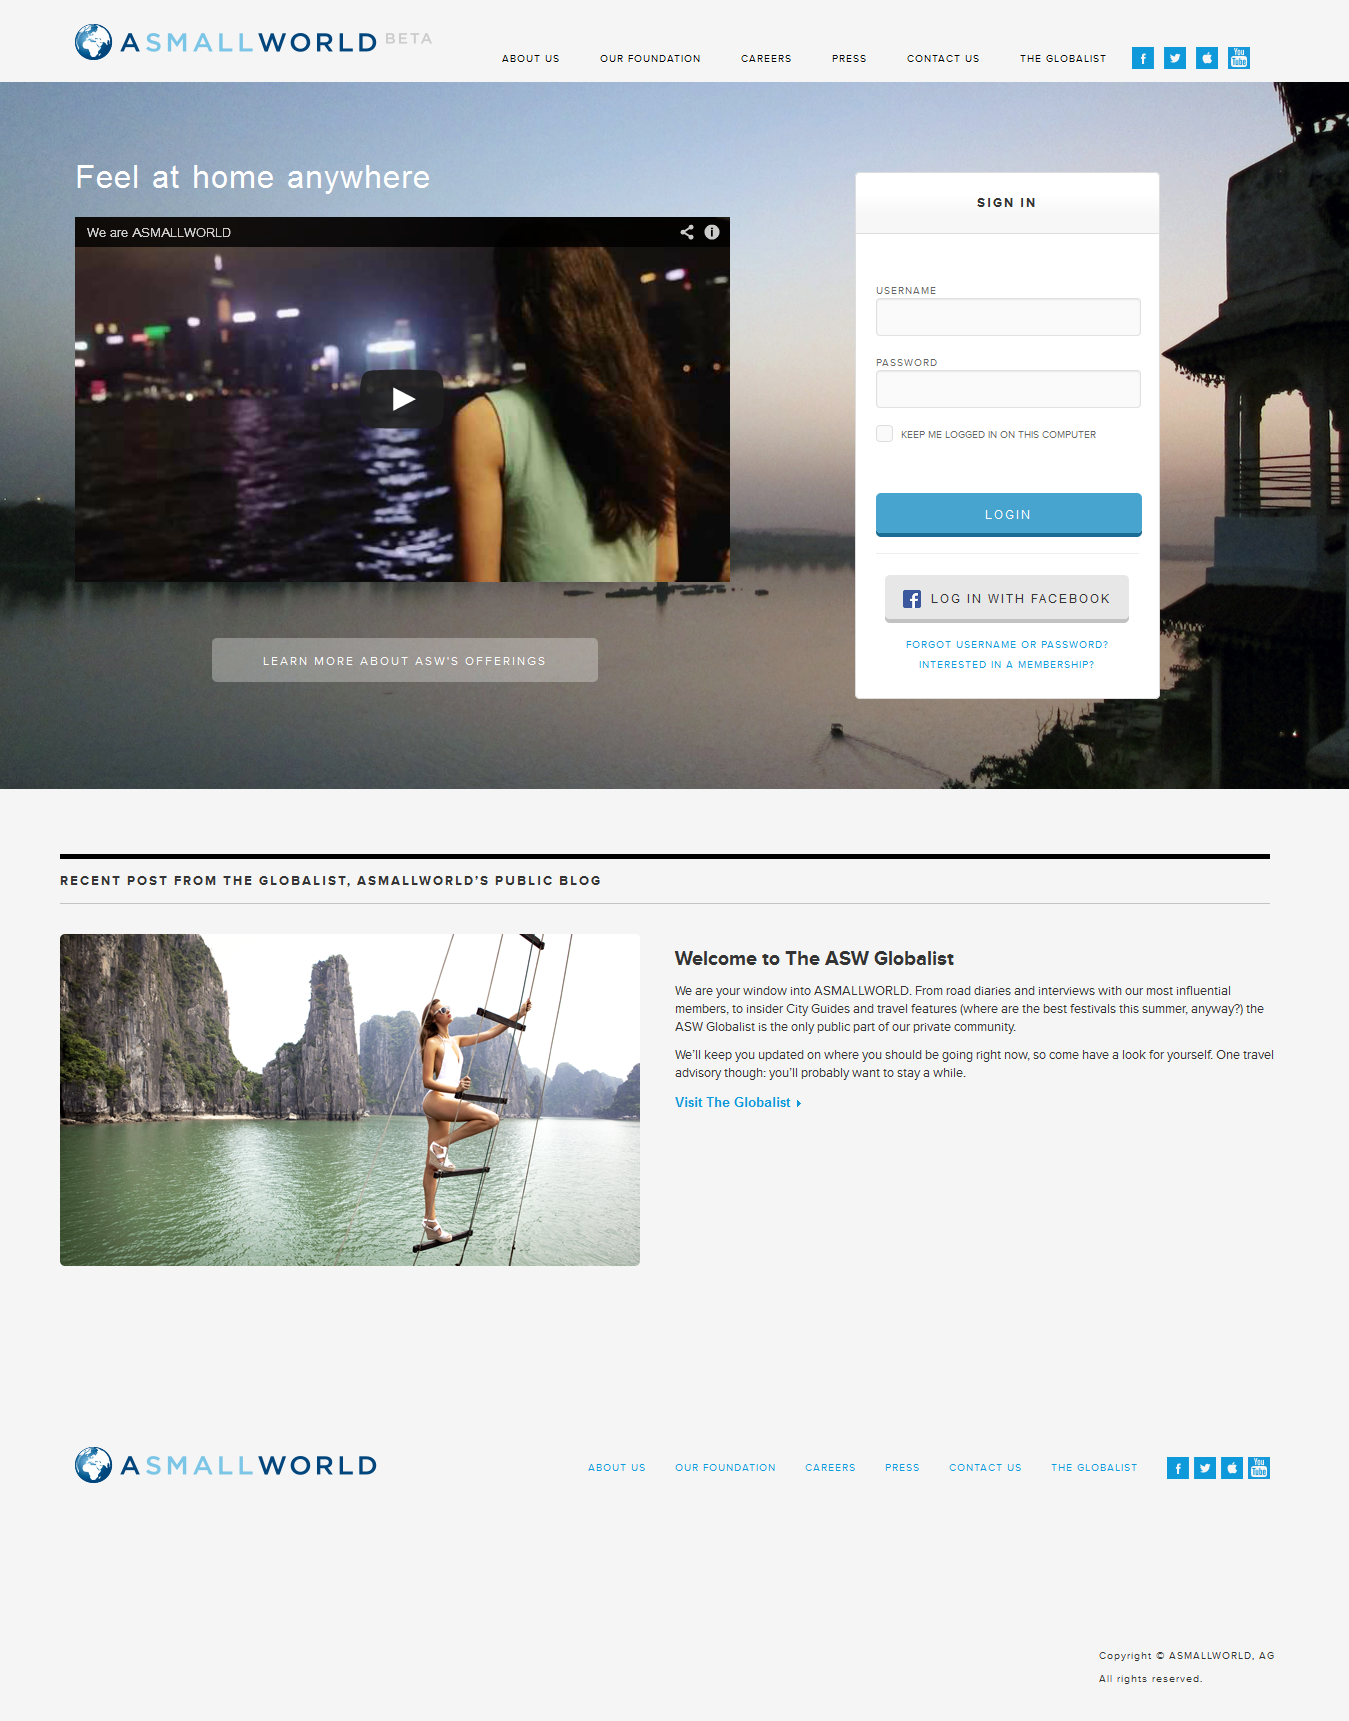 ASMALLWORLD BETA
ABOUT US OUR FOUNDATION CAREERS PRESS CONTACT US THE GLOBALIST You Tube
Feel at home anywhere
We are ASMALLWORLD
SIGN IN
USERNAME
PASSWORD
KEEP ME LOGGED IN ON THIS COMPUTER
LOGIN
LOG IN WITH FACEBOOK
FORGOT USERNAME OR PASSWORD?
INTERESTED IN A MEMBERSHIP?
LEARN MORE ABOUT ASW'S OFFERINGS
RECENT POST FROM THE GLOBALIST, ASMALLWORLD'S PUBLIC BLOG
Welcome to The ASW Globalist
We are your window into ASMALLWORLD. From road diaries and interviews with our most influential
members, to insider City Guides and travel features (where are the best festivals this summer, anyway?) the
ASW Globalist is the only public part of our private community.
We'll keep you updated on where you should be going right now, so come have a look for yourself. One travel
advisory though: you'll probably want to stay a while.
Visit The Globalist
ASMALLWORLD
ABOUT US OUR FOUNDATION CAREERS PRESS CONTACT US THE GLOBALIST You Tube
Copyright © ASMALLWORLD, AG
All rights reserved.